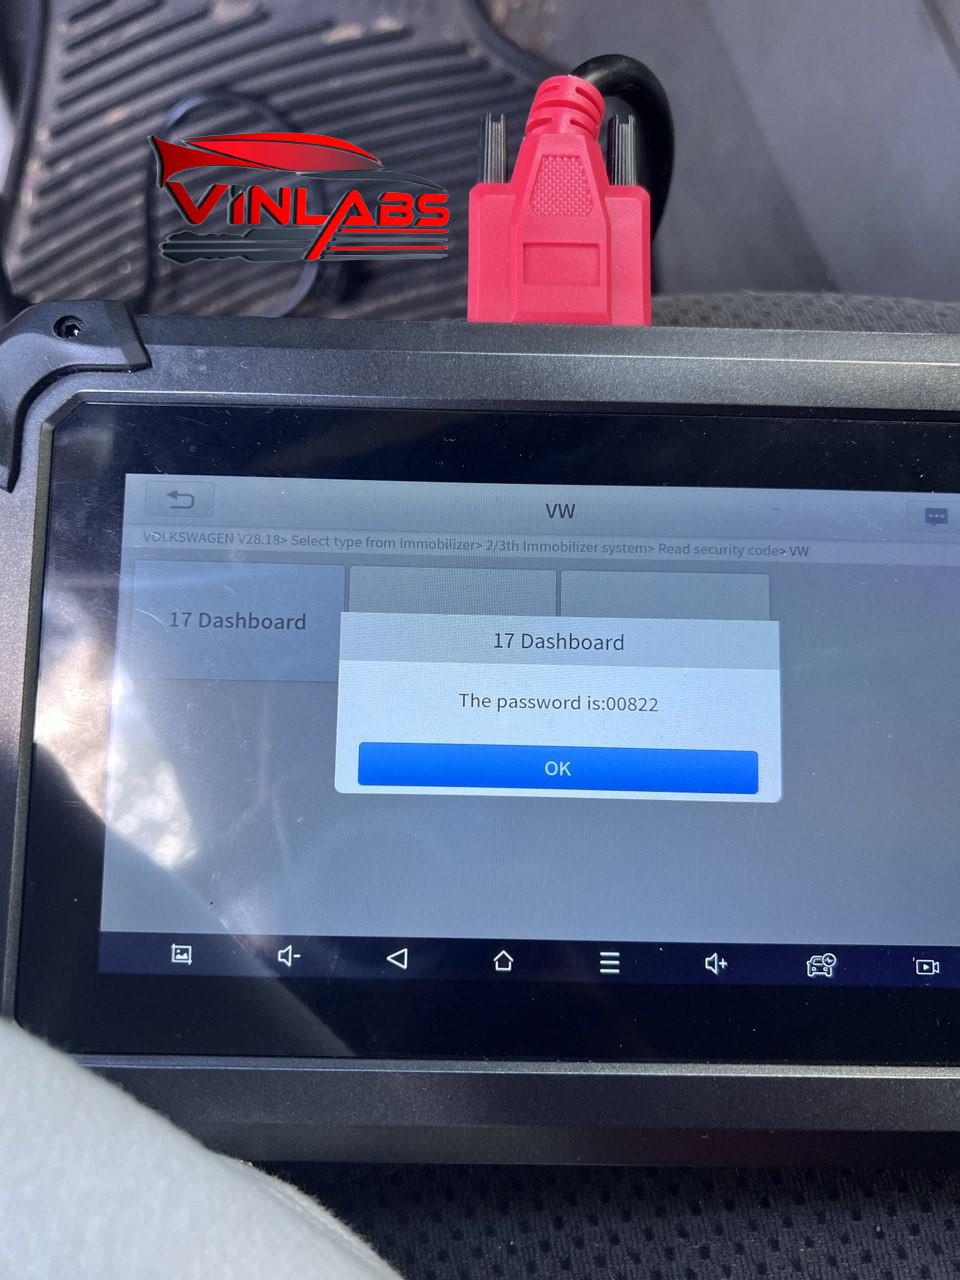 VINLABS
VW
VOLKSWAGEN V28.18> Select type from Immobilizer> 2/3th Immobilizer system> Read security code> VW
17 Dashboard
17 Dashboard
The password is:00822
OK